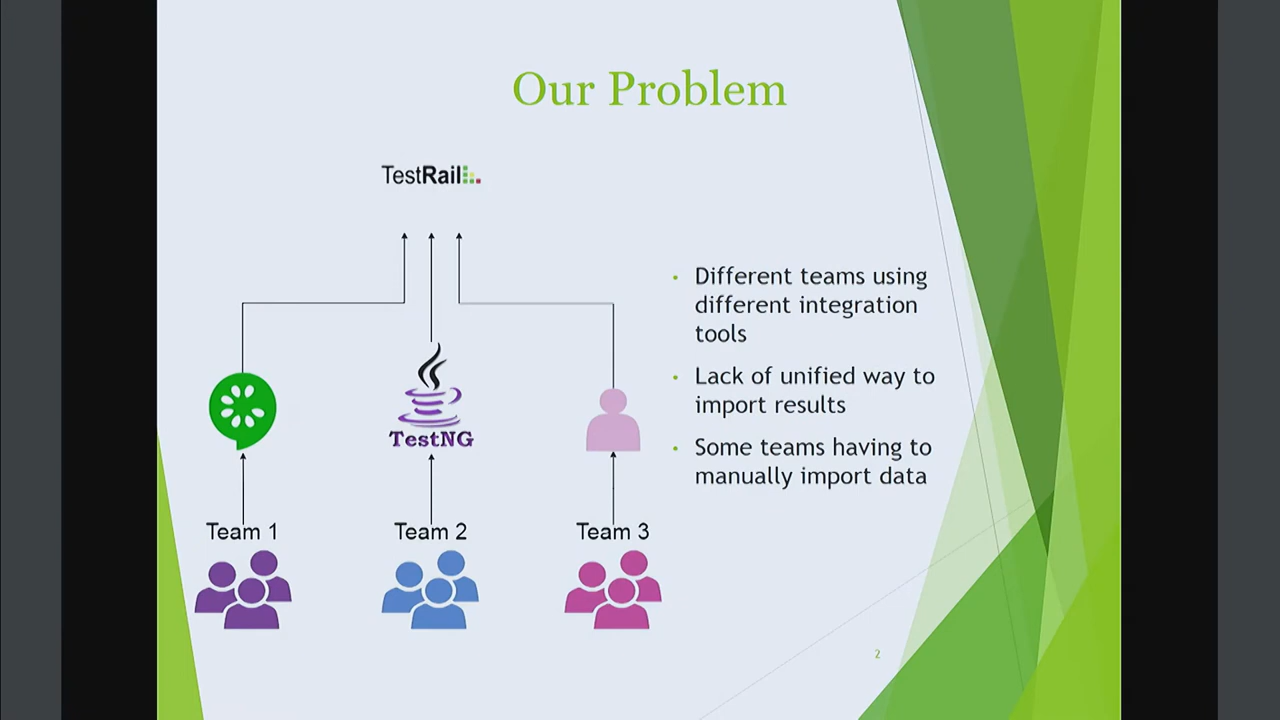 Our Problem
TestRail
• Different teams using
different integration
tools
• Lack of unified way to
import results
• Some teams having to
manually import data
TestNG
Team 1
Team 2
Team 3
2